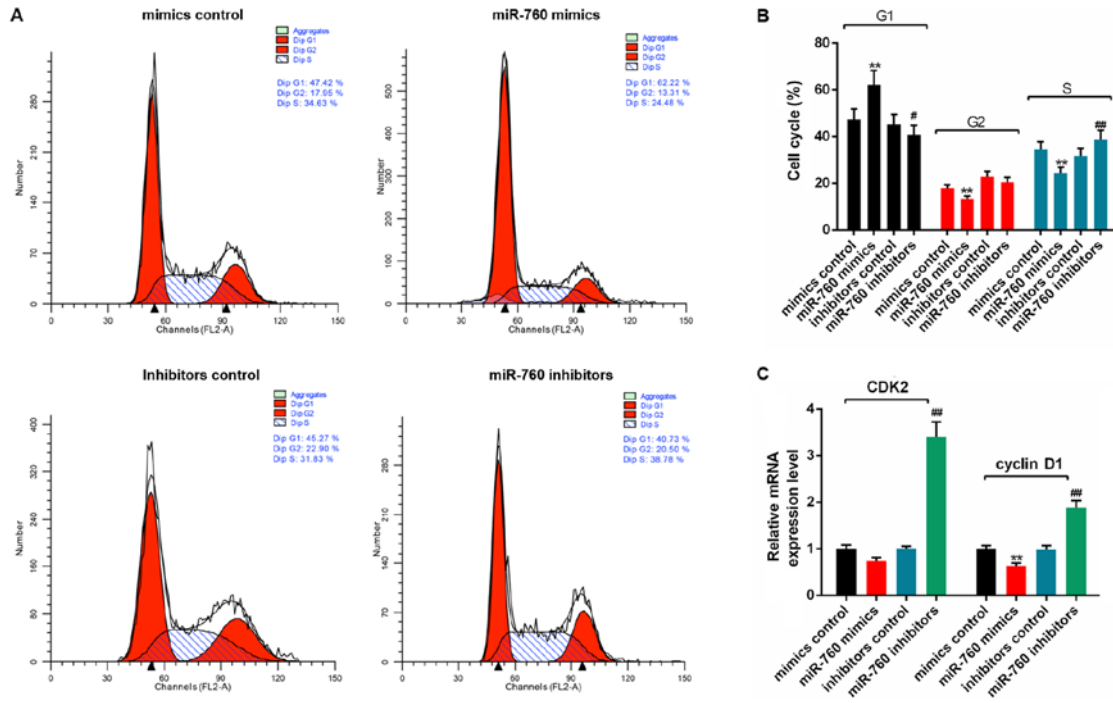 A
mimics control
Aggregates
Dip G1
Dip G2
Dip S
Dip G1: 47.42 %
Dip G2: 17.95 %
Dip S: 34.63 %
Number
0 70 140 210 280
0 30 60 90 120 150
Channels (FL2-A)
miR-760 mimics
Aggregates
Dip G1
Dip G2
Dip S
Dip G1: 62.22 %
Dip G2: 13.31 %
Dip S: 24.48 %
Number
0 100 200 300 400 500
0 30 60 90 120 150
Channels (FL2-A)
Inhibitors control
Aggregates
Dip G1
Dip G2
Dip S
Dip G1: 45.27 %
Dip G2: 22.90 %
Dip S: 31.83 %
Number
0 80 160 240 320 400
0 30 60 90 120 150
Channels (FL2-A)
miR-760 inhibitors
Aggregates
Dip G1
Dip G2
Dip S
Dip G1: 40.73 %
Dip G2: 20.50 %
Dip S: 38.78 %
Number
0 70 140 210 280
0 30 60 90 120 150
Channels (FL2-A)
B
G1
G2
S
Cell cycle (%)
0 20 40 60 80
** # ** ** ##
mimics control
miR-760 mimics
inhibitors control
miR-760 inhibitors
mimics control
miR-760 mimics
inhibitors control
miR-760 inhibitors
mimics control
miR-760 mimics
inhibitors control
miR-760 inhibitors
C
CDK2
cyclin D1
Relative mRNA
expression level
0 1 2 3 4
## ** ##
mimics control
miR-760 mimics
inhibitors control
miR-760 inhibitors
mimics control
miR-760 mimics
inhibitors control
miR-760 inhibitors